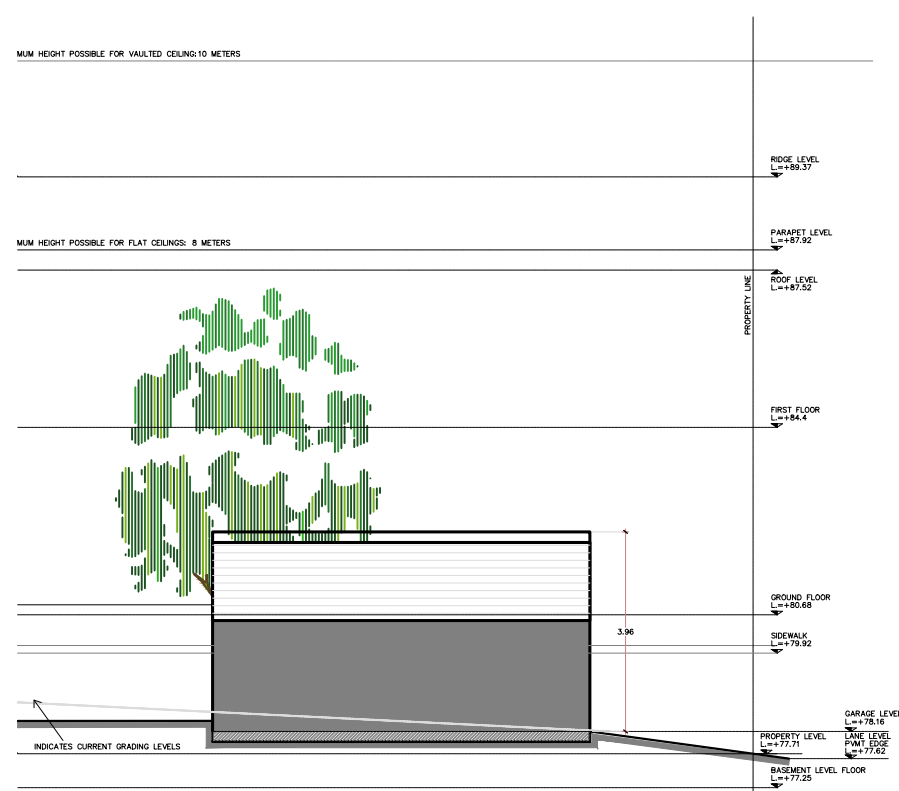 MUM HEIGHT POSSIBLE FOR VAULTED CEILING:10 METERS
RIDGE LEVEL
L.=+89.37
PARAPET LEVEL
L.=+87.92
MUM HEIGHT POSSIBLE FOR FLAT CEILINGS: 8 METERS
ROOF LEVEL
L.=+87.52
PROPERTY LINE
FIRST FLOOR
L.=+84.4
GROUND FLOOR
L.=+80.68
3.96
SIDEWALK
L.=+79.92
GARAGE LEVEL
L.=+78.16
PROPERTY LEVEL
L.=+77.71
LANE LEVEL
PVMT EDGE
L.=+77.62
INDICATES CURRENT GRADING LEVELS
BASEMENT LEVEL FLOOR
L.=+77.25